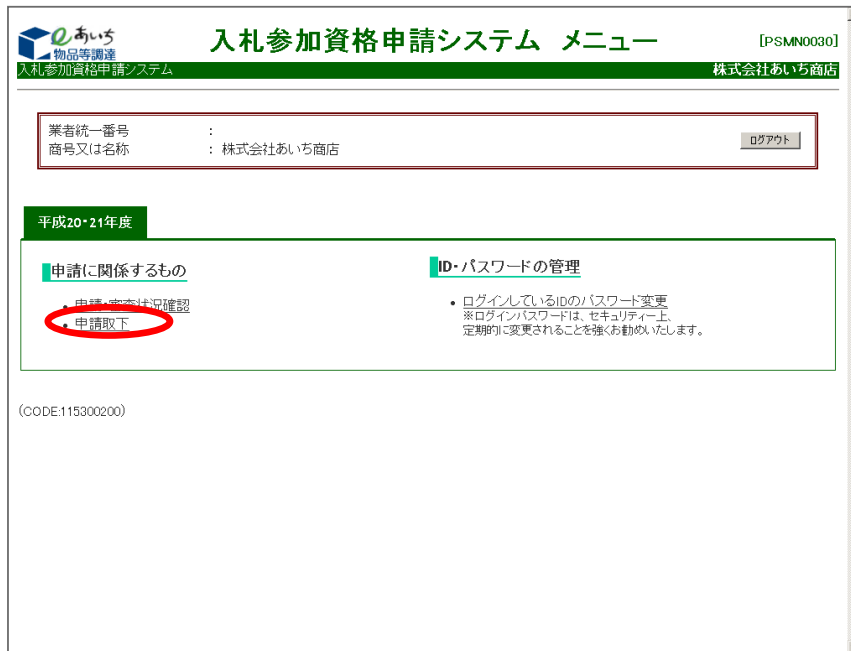 あいち
物品等調達
入札参加資格申請システム メニュー
[PSMN0030]
入札参加資格申請システム
株式会社あいち商店
業者統一番号 :
商号又は名称 : 株式会社あいち商店
ログアウト
平成20・21年度
申請に関係するもの
・申請・審査状況確認
・申請取下
ID・パスワードの管理
・ログインしているIDのパスワード変更
※ログインパスワードは、セキュリティー上、
定期的に変更されることを強くお勧めいたします。
(CODE:115300200)